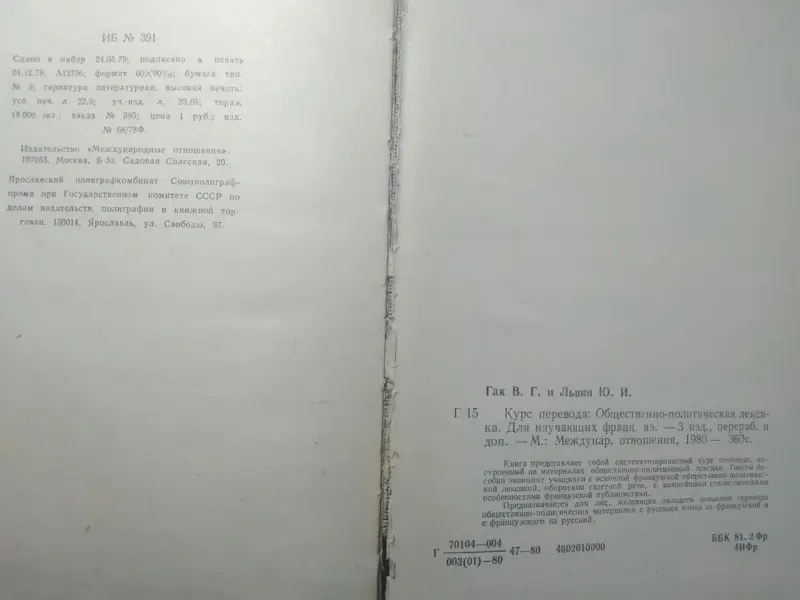 ИБ № 391
Сдано в набор 24.05.79; подписано в печать
04.12.79; А12796; формат 60×90¹/₁₆; бумага тип.
№ 3; гарнитура литературная; высокая печать;
усл. печ. л 22,5; уч.-изд. л. 23,05; тираж
18 000 экз.; заказ № 395; цена 1 руб.; изд.
№ 68/78Ф.
Издательство «Международные отношения».
107053, Москва, Б-53, Садовая Спасская, 20.
Ярославский полиграфкомбинат Союзполиграф-
прома при Государственном комитете СССР по
делам издательств, полиграфии и книжной тор-
говли. 150014, Ярославль, ул. Свободы, 97.
Гак В. Г. и Львин Ю. И.
Г 15 Курс перевода: Общественно-политическая лекси-
ка. Для изучающих франц. яз. — 3 изд., перераб. и
доп. — М.: Междунар. отношения, 1980 — 360с.
Книга представляет собой систематизированный курс перевода, по-
строенный на материалах общественно-политической лексики. Тексты по-
собия знакомят учащихся с основной французской общественно-политичес-
кой лексикой, оборотами газетной речи, с важнейшими стилистическими
особенностями французской публицистики.
Предназначается для лиц, желающих овладеть навыками перевода
общественно-политических материалов с русского языка на французский и
с французского на русский.
Г 70104—004
003(01)—80 47—80 4602010000
ББК 81.2Фр
4И(Фр)